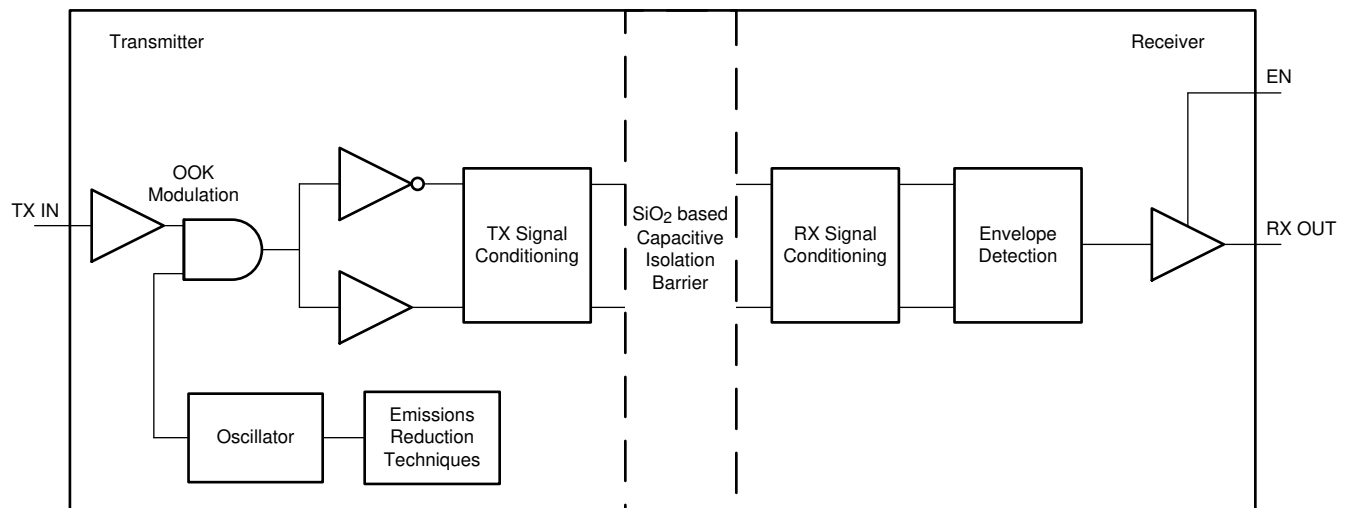 Transmitter
Receiver
EN
OOK
Modulation
TX IN
TX Signal
Conditioning
SiO2 based
Capacitive
Isolation
Barrier
RX Signal
Conditioning
Envelope
Detection
RX OUT
Oscillator
Emissions
Reduction
Techniques